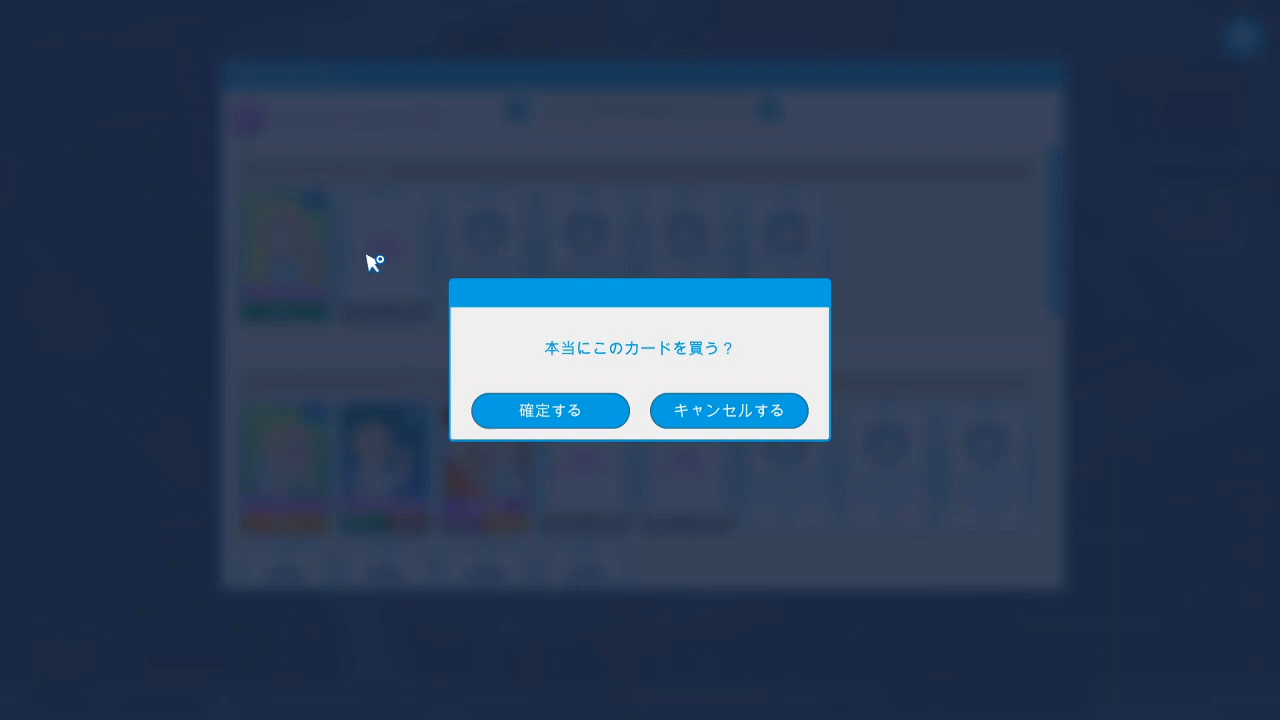 本当にこのカードを買う？
確定する
キャンセルする